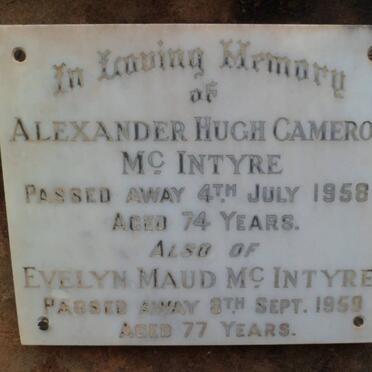 In Loving Memory
of
ALEXANDER HUGH CAMERO
MC INTYRE
PASSED AWAY 4TH JULY 1958
AGED 74 YEARS.
ALSO OF
EVELYN MAUD MC INTYRE
PASSED AWAY 8TH SEPT. 1959
AGED 77 YEARS.